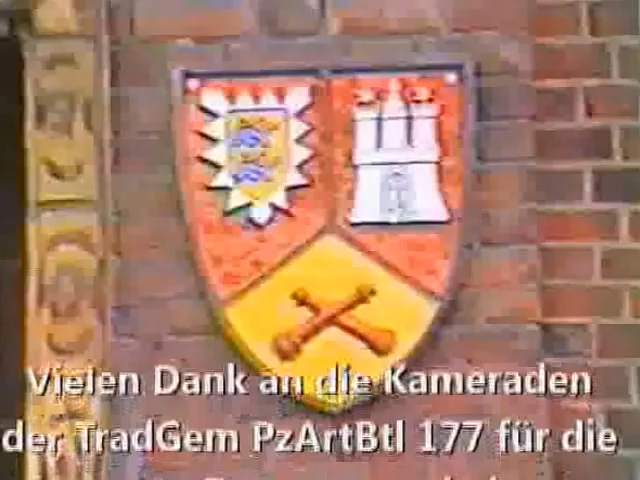 Vielen Dank an die Kameraden
der TradGem PzArtBtl 177 für die